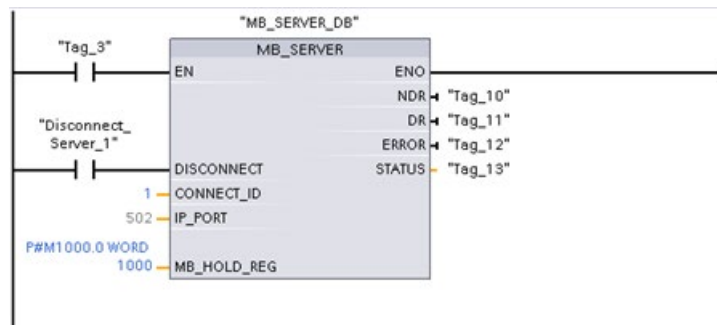 "MB_SERVER_DB"
"Tag_3"
MB_SERVER
EN
ENO
NDR
"Tag_10"
DR
"Tag_11"
"Disconnect_
Server_1"
ERROR
"Tag_12"
DISCONNECT
STATUS
"Tag_13"
1
CONNECT_ID
502
IP_PORT
P#M1000.0 WORD
1000
MB_HOLD_REG